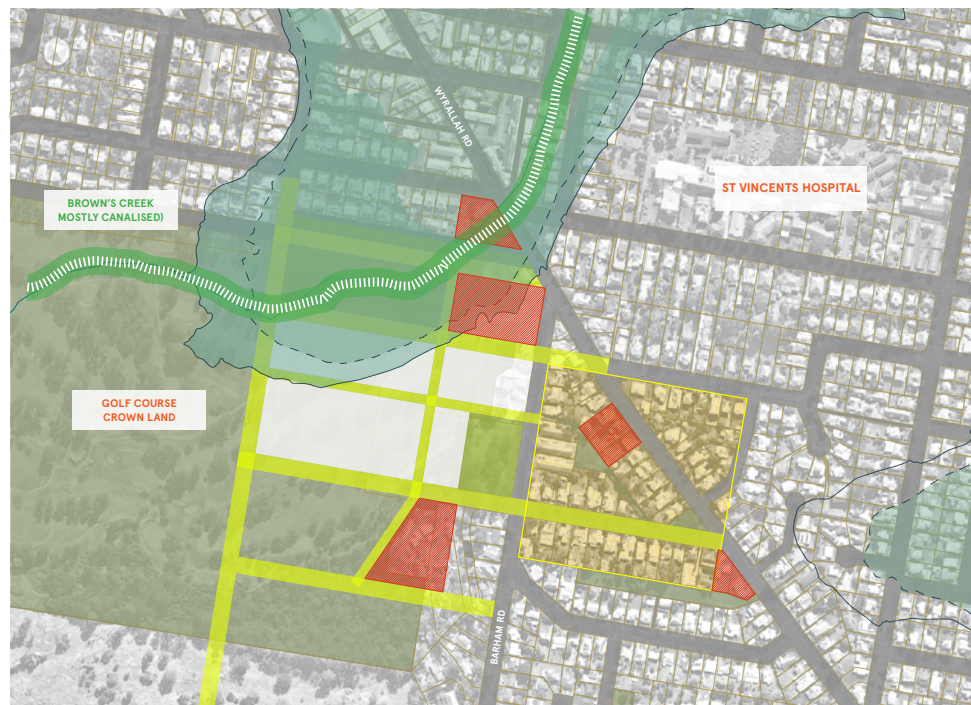 WYRALLAH RD
ST VINCENTS HOSPITAL
BROWN'S CREEK
MOSTLY CANALISED)
GOLF COURSE
CROWN LAND
BARHAM RD